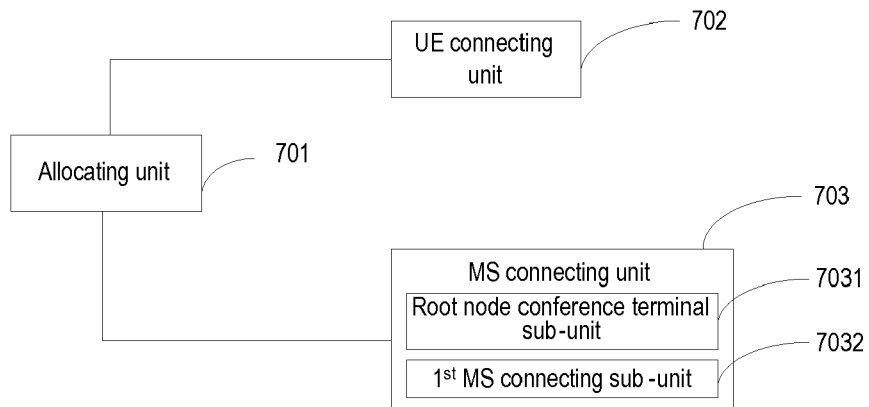 UE connecting
unit
702
Allocating unit
701
703
MS connecting unit
Root node conference terminal
sub-unit
7031
1st MS connecting sub-unit
7032